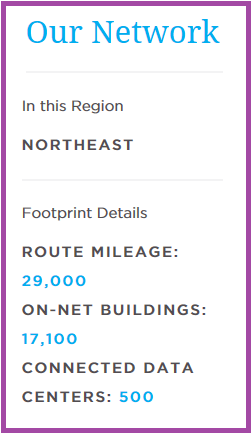 Our Network
In this Region
NORTHEAST
Footprint Details
ROUTE MILEAGE:
29,000
ON-NET BUILDINGS:
17,100
CONNECTED DATA
CENTERS: 500